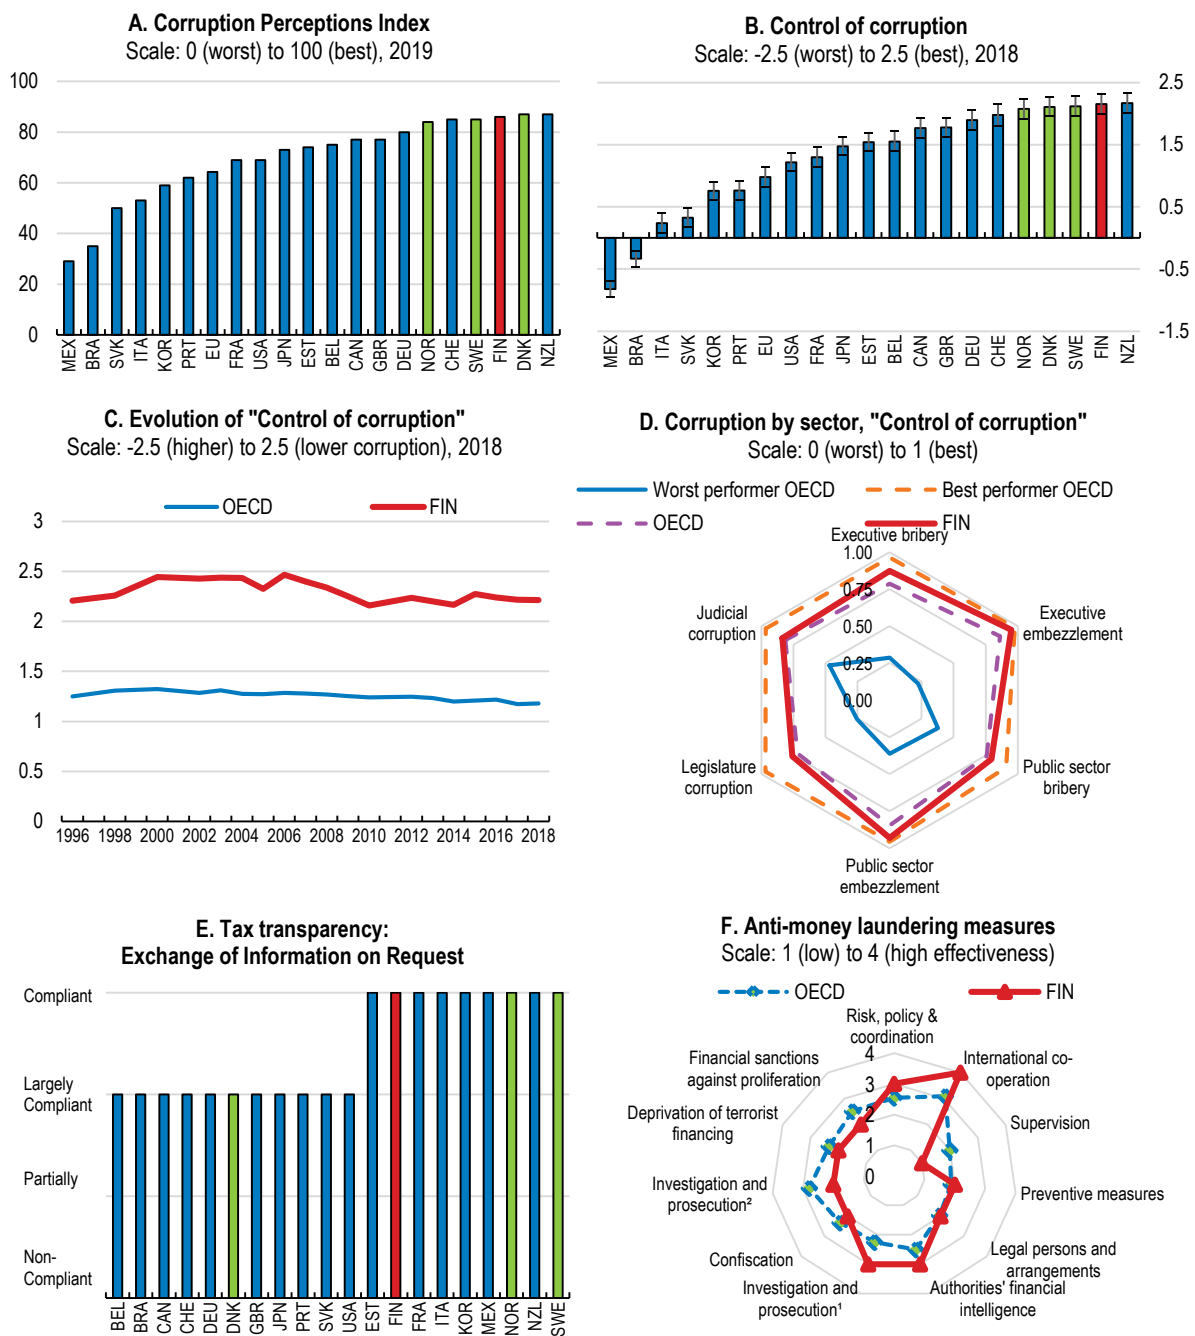 A. Corruption Perceptions Index
Scale: 0 (worst) to 100 (best), 2019
100
80
60
40
20
0
MEX
BRA
SVK
ITA
KOR
PRT
EU
FRA
USA
JPN
EST
BEL
CAN
GBR
DEU
NOR
CHE
SWE
FIN
DNK
NZL
B. Control of corruption
Scale: -2.5 (worst) to 2.5 (best), 2018
2.5
1.5
0.5
-0.5
-1.5
MEX
BRA
ITA
SVK
KOR
PRT
EU
USA
FRA
JPN
EST
BEL
CAN
GBR
DEU
CHE
NOR
DNK
SWE
FIN
NZL
C. Evolution of "Control of corruption"
Scale: -2.5 (higher) to 2.5 (lower corruption), 2018
OECD
FIN
3
2.5
2
1.5
1
0.5
0
1996
1998
2000
2002
2004
2006
2008
2010
2012
2014
2016
2018
D. Corruption by sector, "Control of corruption"
Scale: 0 (worst) to 1 (best)
Worst performer OECD
Best performer OECD
OECD
FIN
Executive bribery
1.00
0.75
0.50
0.25
0.00
Judicial
corruption
Executive
embezzlement
Legislature
corruption
Public sector
bribery
Public sector
embezzlement
E. Tax transparency:
Exchange of Information on Request
Compliant
Largely
Compliant
Partially
Non-
Compliant
BEL
BRA
CAN
CHE
DEU
DNK
GBR
JPN
PRT
SVK
USA
EST
FIN
FRA
ITA
KOR
MEX
NOR
NZL
SWE
F. Anti-money laundering measures
Scale: 1 (low) to 4 (high effectiveness)
OECD
FIN
Risk, policy &
coordination
4
3
2
1
0
International co-
operation
Supervision
Preventive measures
Legal persons and
arrangements
Authorities' financial
intelligence
Investigation and
prosecution¹
Confiscation
Investigation and
prosecution²
Deprivation of terrorist
financing
Financial sanctions
against proliferation